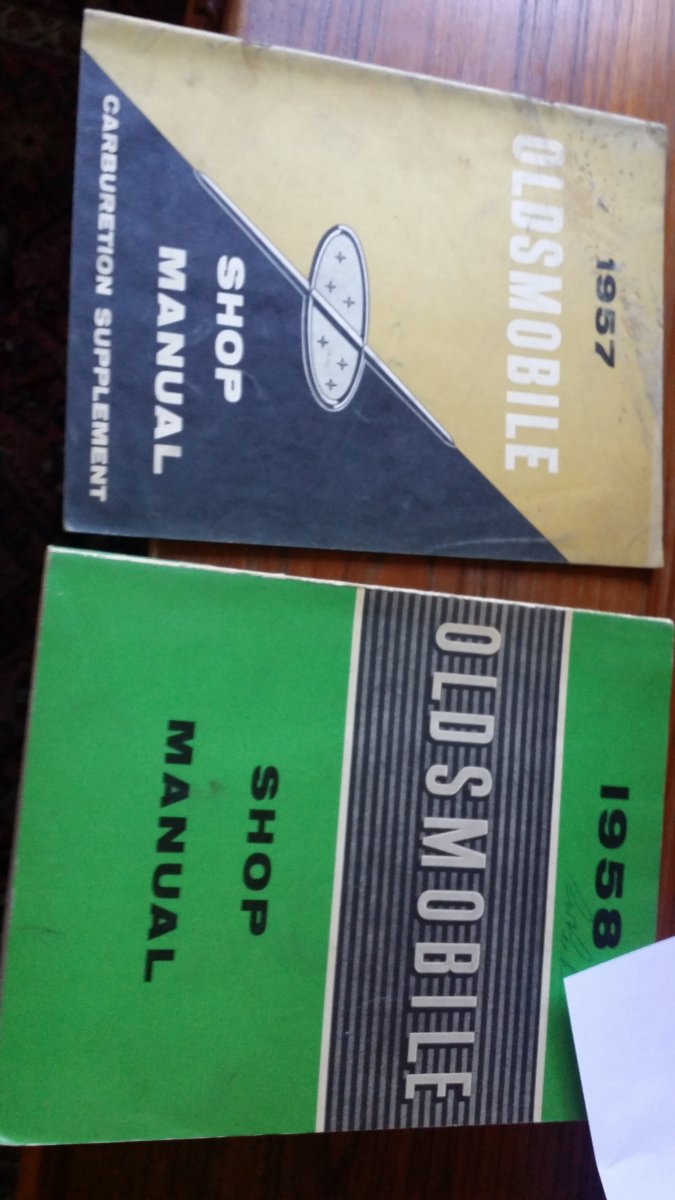 1957
OLDSMOBILE
SHOP
MANUAL
CARBURETION SUPPLEMENT
1958
OLDSMOBILE
SHOP
MANUAL